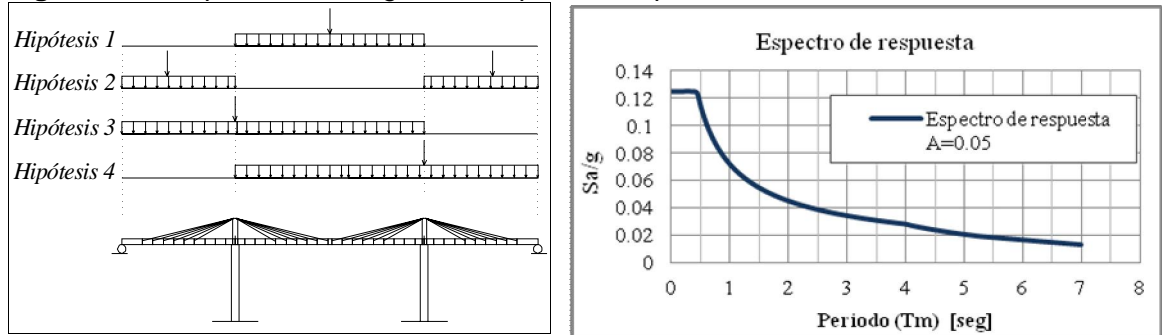 Hipótesis 1
Hipótesis 2
Hipótesis 3
Hipótesis 4
Espectro de respuesta
0.14
0.12
0.1
0.08
0.06
0.04
0.02
0
Sa/g
Espectro de respuesta
A=0.05
0 1 2 3 4 5 6 7 8
Periodo (Tm) [seg]